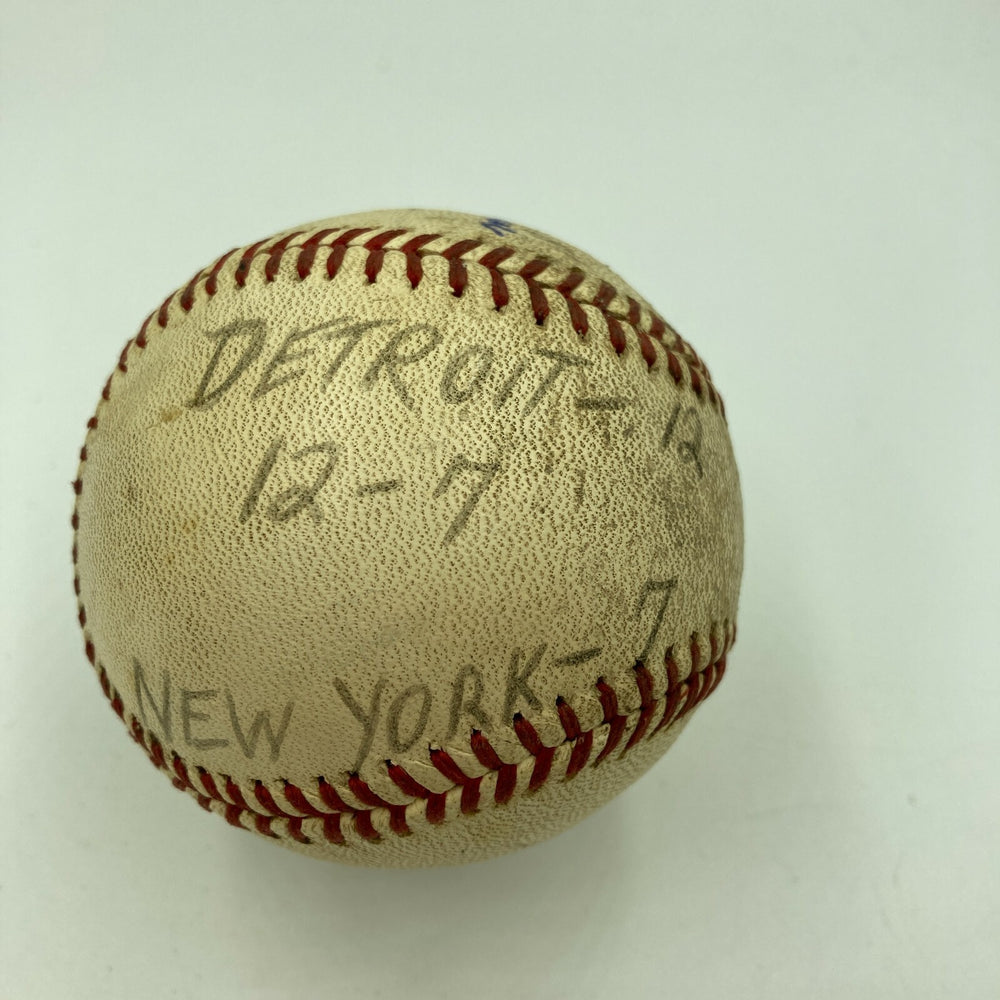 DETROIT - 12
12 - 7
NEW YORK - 7